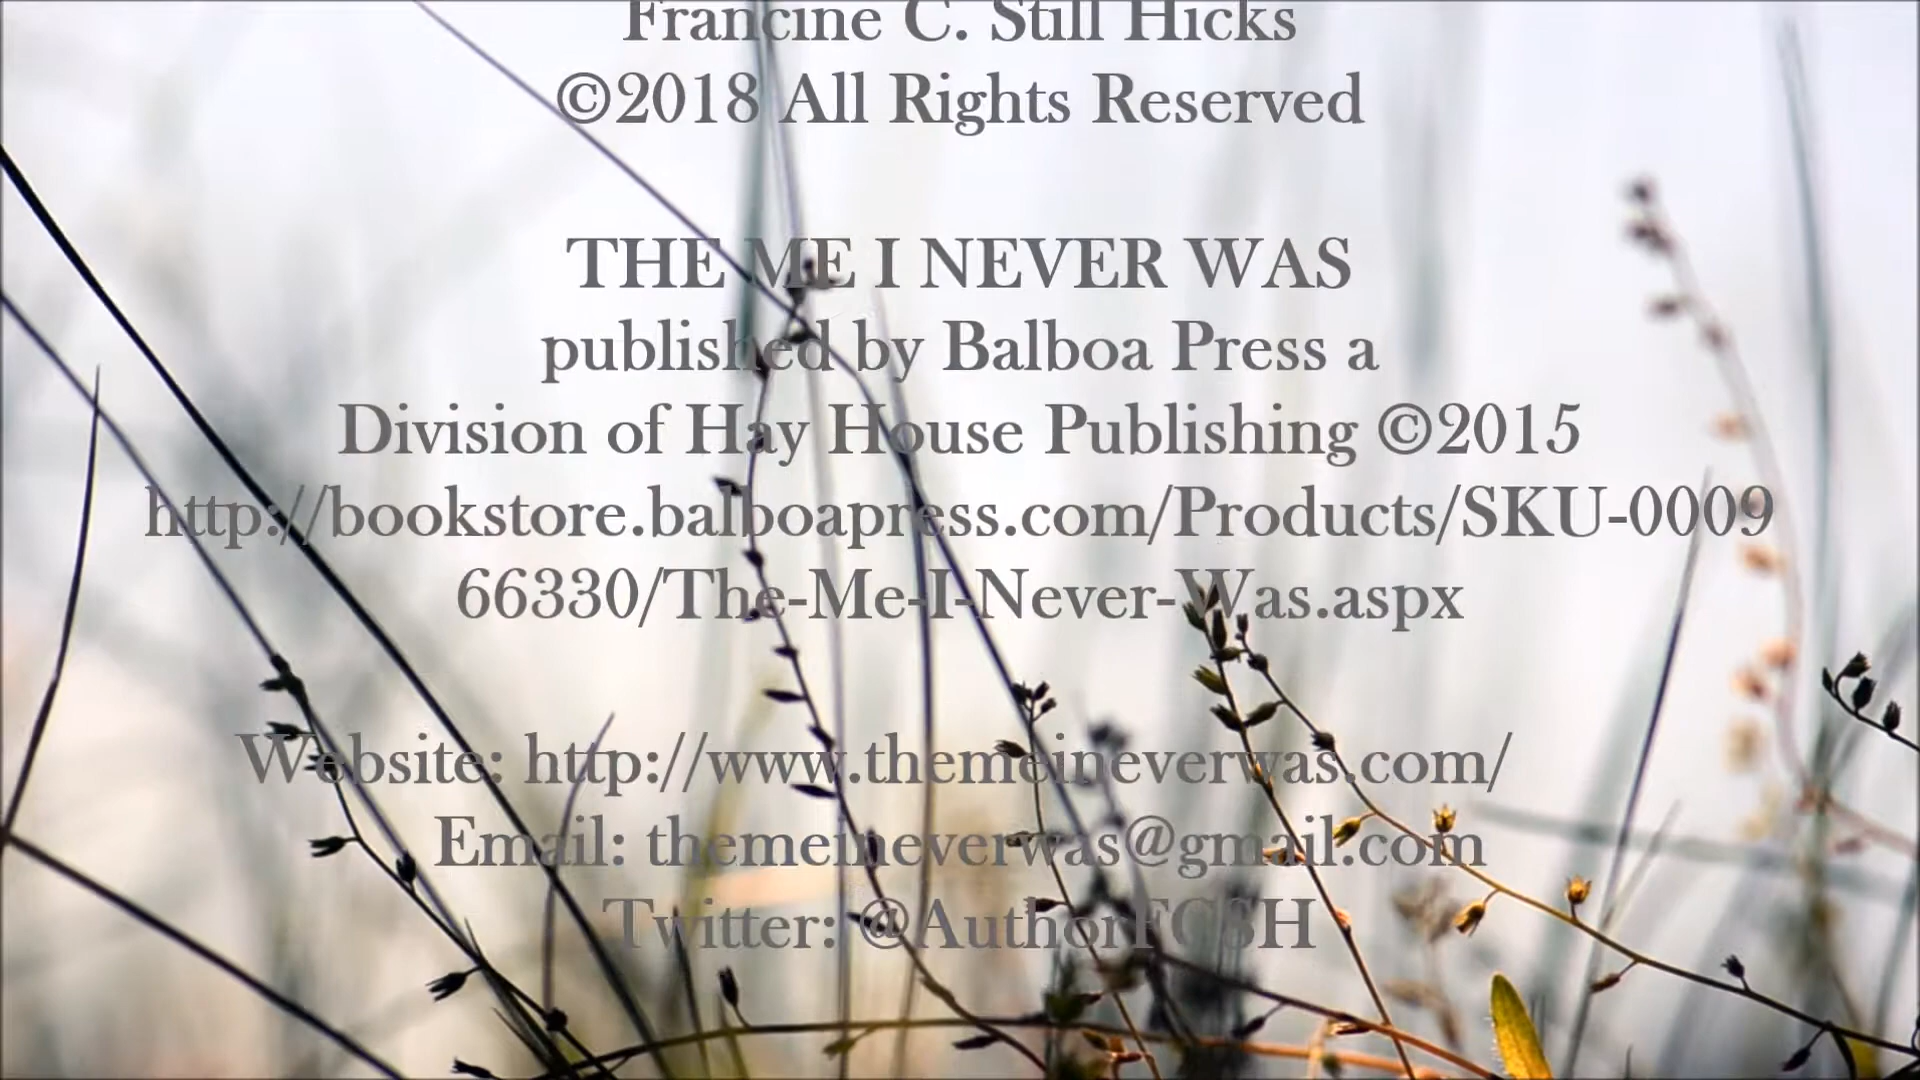 Francine C. Still Hicks
©2018 All Rights Reserved
THE ME I NEVER WAS
published by Balboa Press a
Division of Hay House Publishing ©2015
http://bookstore.balboapress.com/Products/SKU-0009
66330/The-Me-I-Never-Was.aspx
Website: http://www.themeineverwas.com/
Email: themeineverwas@gmail.com
Twitter: @AuthorFCSH